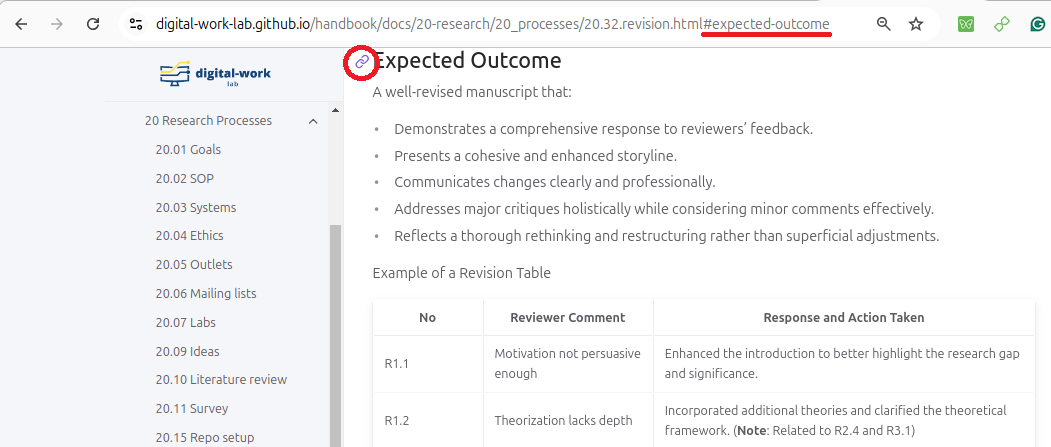 digital-work-lab.github.io/handbook/docs/20-research/20_processes/20.32.revision.html#expected-outcome
digital-work
lab
20 Research Processes
20.01 Goals
20.02 SOP
20.03 Systems
20.04 Ethics
20.05 Outlets
20.06 Mailing lists
20.07 Labs
20.09 Ideas
20.10 Literature review
20.11 Survey
20.15 Repo setup
Expected Outcome
A well-revised manuscript that:
• Demonstrates a comprehensive response to reviewers’ feedback.
• Presents a cohesive and enhanced storyline.
• Communicates changes clearly and professionally.
• Addresses major critiques holistically while considering minor comments effectively.
• Reflects a thorough rethinking and restructuring rather than superficial adjustments.
Example of a Revision Table
No Reviewer Comment Response and Action Taken
R1.1
Motivation not persuasive
enough
Enhanced the introduction to better highlight the research gap
and significance.
R1.2
Theorization lacks depth
Incorporated additional theories and clarified the theoretical
framework. (Note: Related to R2.4 and R3.1)